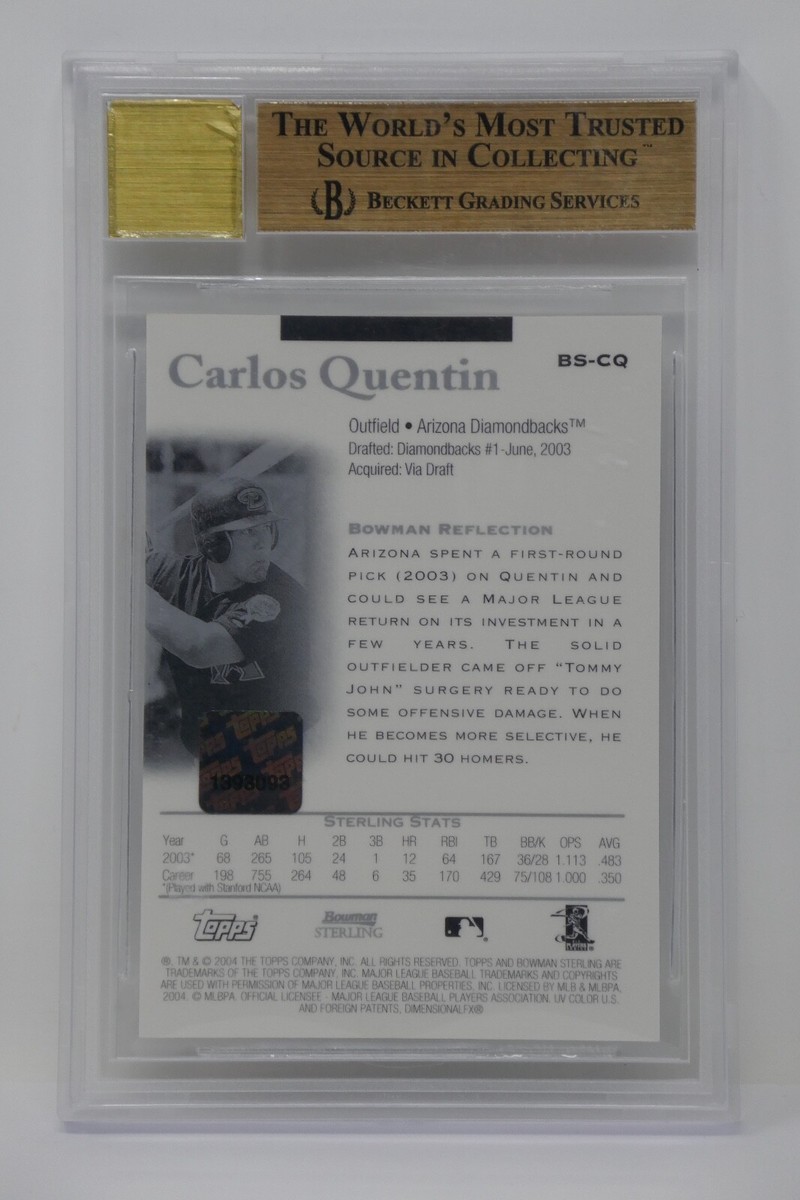 THE WORLD'S MOST TRUSTED
SOURCE IN COLLECTING™
B BECKETT GRADING SERVICES
Carlos Quentin
BS-CQ
Outfield • Arizona Diamondbacks™
Drafted: Diamondbacks #1-June, 2003
Acquired: Via Draft
BOWMAN REFLECTION
ARIZONA SPENT A FIRST-ROUND
PICK (2003) ON QUENTIN AND
COULD SEE A MAJOR LEAGUE
RETURN ON ITS INVESTMENT IN A
FEW YEARS. THE SOLID
OUTFIELDER CAME OFF "TOMMY
JOHN" SURGERY READY TO DO
SOME OFFENSIVE DAMAGE. WHEN
HE BECOMES MORE SELECTIVE, HE
COULD HIT 30 HOMERS.
TOPPS
1393093
STERLING STATS
Year G AB H 2B 3B HR RBI TB BB/K OPS AVG
2003* 68 265 105 24 1 12 64 167 36/28 1.113 .483
Career 198 755 264 48 6 35 170 429 75/108 1.000 .350
*(Played with Stanford NCAA)
TOPPS® Bowman STERLING
®, TM & © 2004 THE TOPPS COMPANY, INC. ALL RIGHTS RESERVED. TOPPS AND BOWMAN STERLING ARE
TRADEMARKS OF THE TOPPS COMPANY, INC. MAJOR LEAGUE BASEBALL TRADEMARKS AND COPYRIGHTS
ARE USED WITH PERMISSION OF MAJOR LEAGUE BASEBALL PROPERTIES, INC. LICENSED BY MLB & MLBPA,
2004. © MLBPA. OFFICIAL LICENSEE - MAJOR LEAGUE BASEBALL PLAYERS ASSOCIATION. UV COLOR U.S.
AND FOREIGN PATENTS, DIMENSIONALFX®